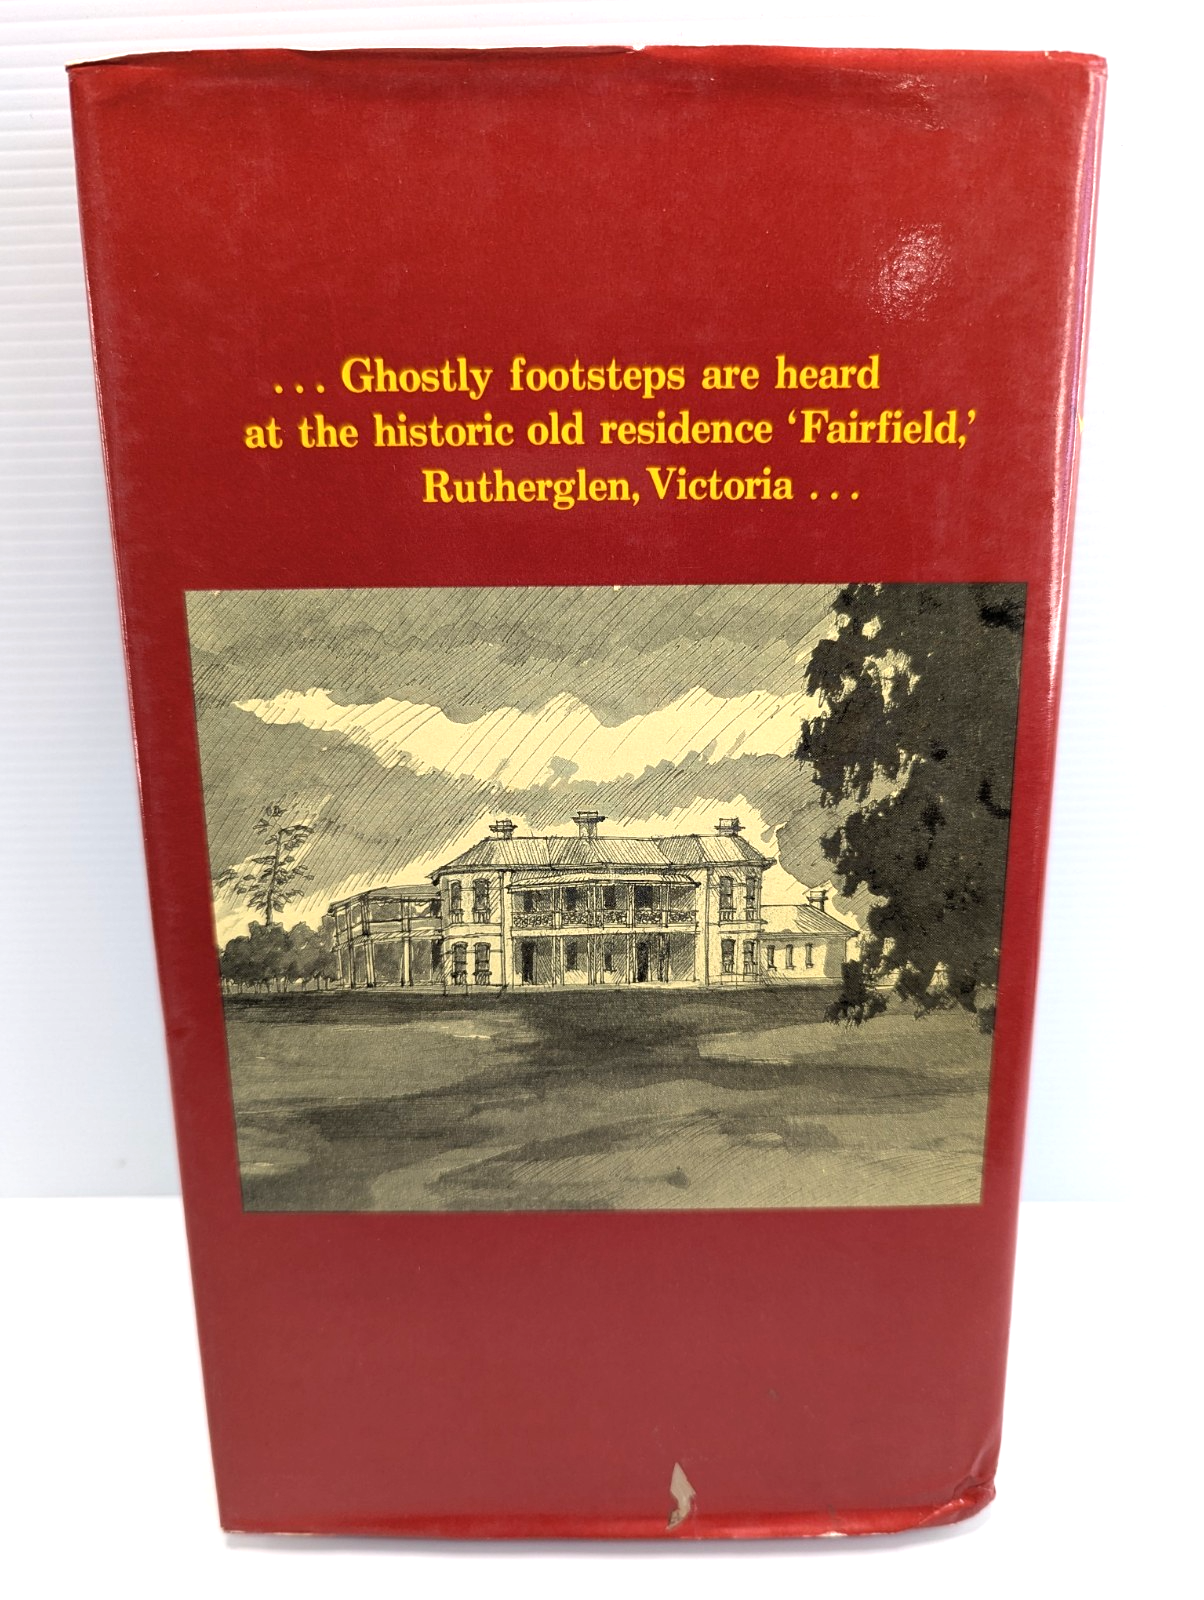 ... Ghostly footsteps are heard
at the historic old residence ‘Fairfield,’
Rutherglen, Victoria ...